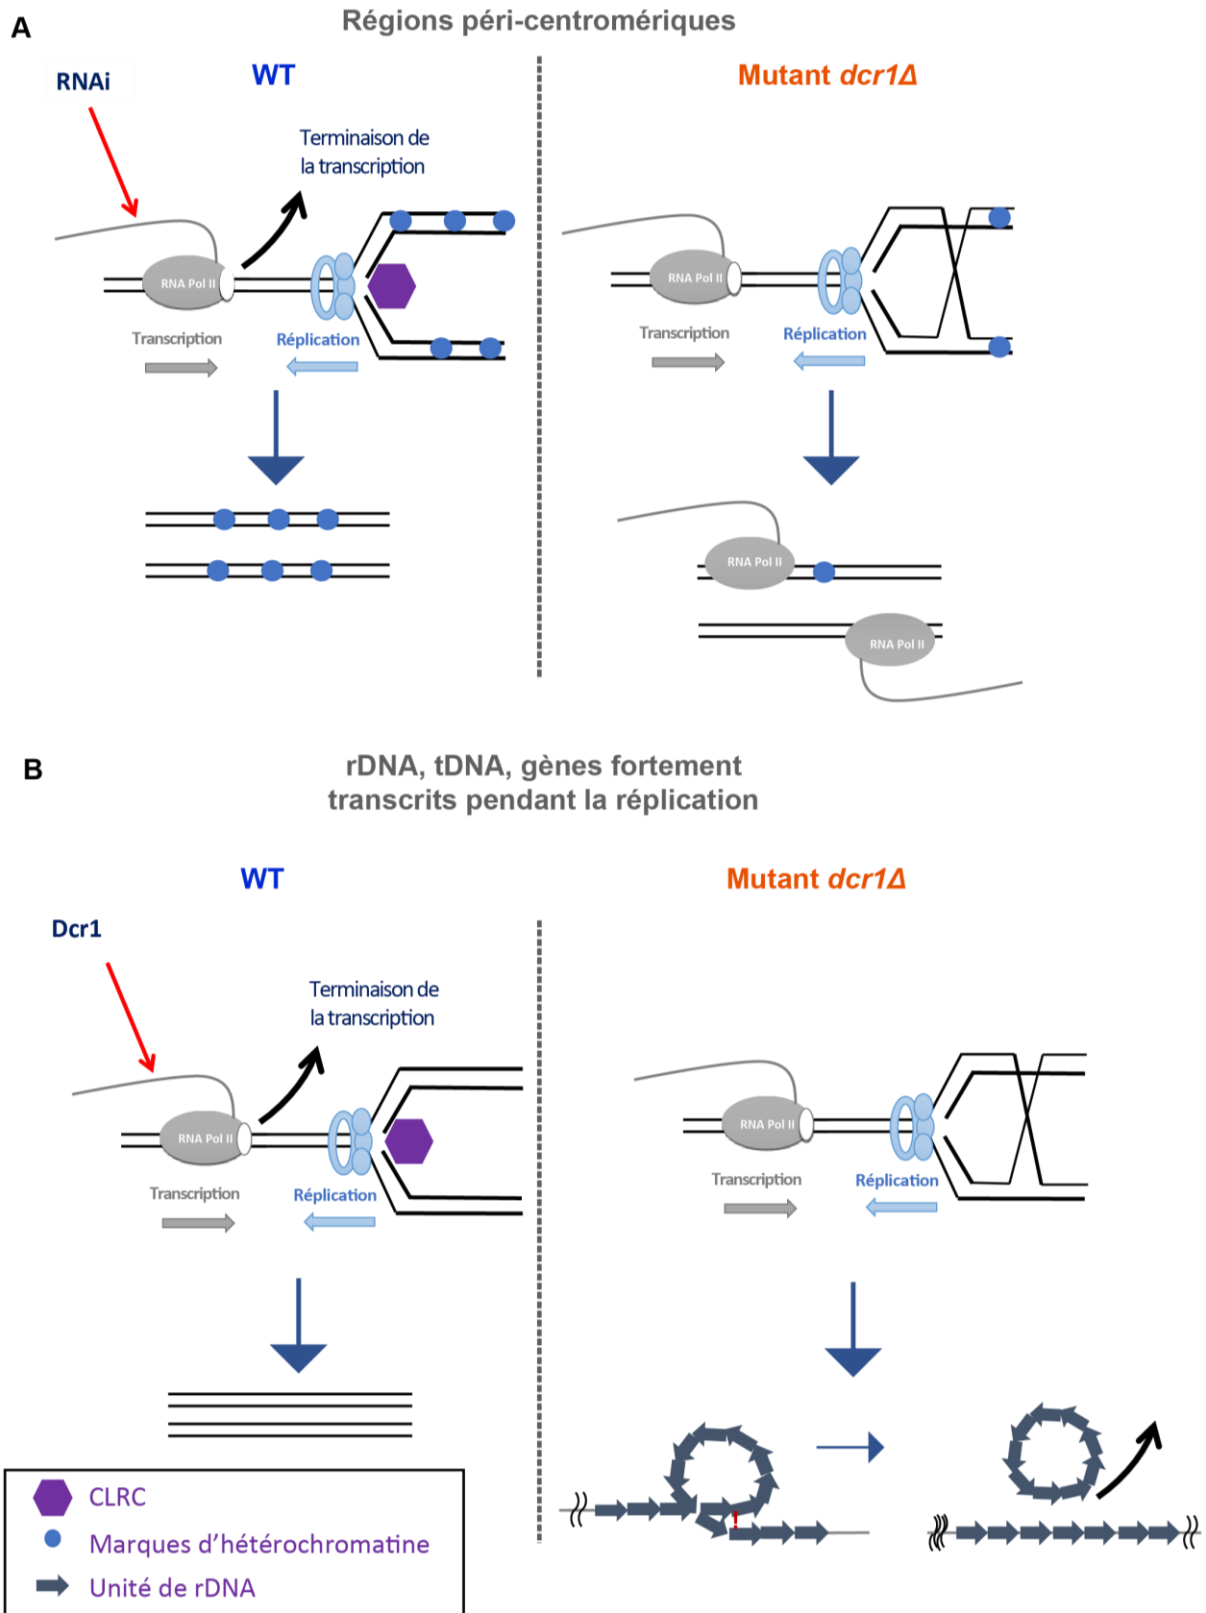 A
Régions péri-centromériques
WT
Mutant dcr1Δ
RNAi
Terminaison de
la transcription
RNA Pol II
Transcription
Réplication
RNA Pol II
Transcription
Réplication
RNA Pol II
RNA Pol II
B
rDNA, tDNA, gènes fortement
transcrits pendant la réplication
WT
Mutant dcr1Δ
Dcr1
Terminaison de
la transcription
RNA Pol II
Transcription
Réplication
RNA Pol II
Transcription
Réplication
!
CLRC
Marques d'hétérochromatine
Unité de rDNA